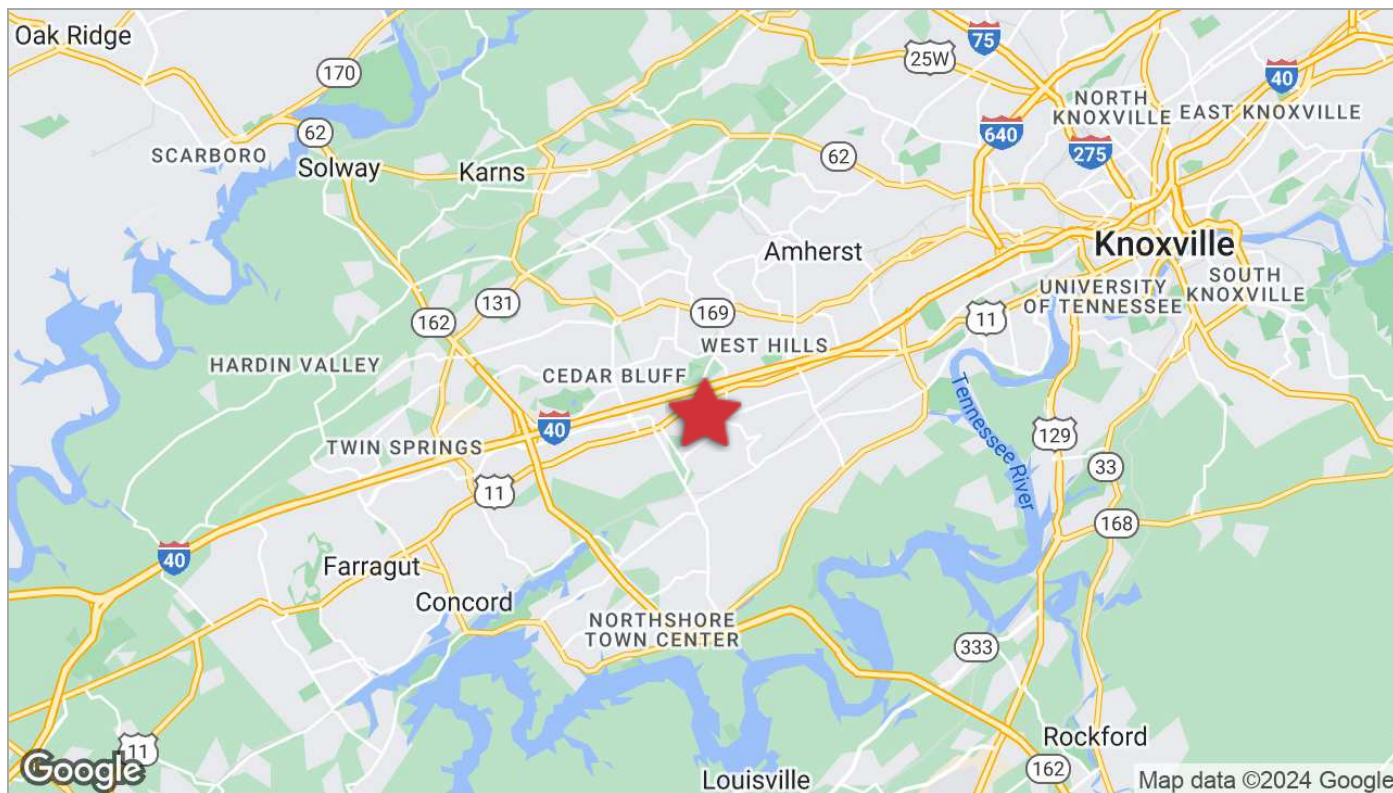 Oak Ridge
75
25W
40
170
NORTH
KNOXVILLE
EAST KNOXVILLE
62
640
SCARBORO
Solway
Karns
62
275
Knoxville
Amherst
SOUTH
KNOXVILLE
UNIVERSITY
OF TENNESSEE
131
162
169
11
WEST HILLS
HARDIN VALLEY
CEDAR BLUFF
Tennessee River
40
129
TWIN SPRINGS
33
11
168
40
Farragut
Concord
NORTHSHORE
TOWN CENTER
333
11
Rockford
162
Google
Louisville
Map data ©2024 Google